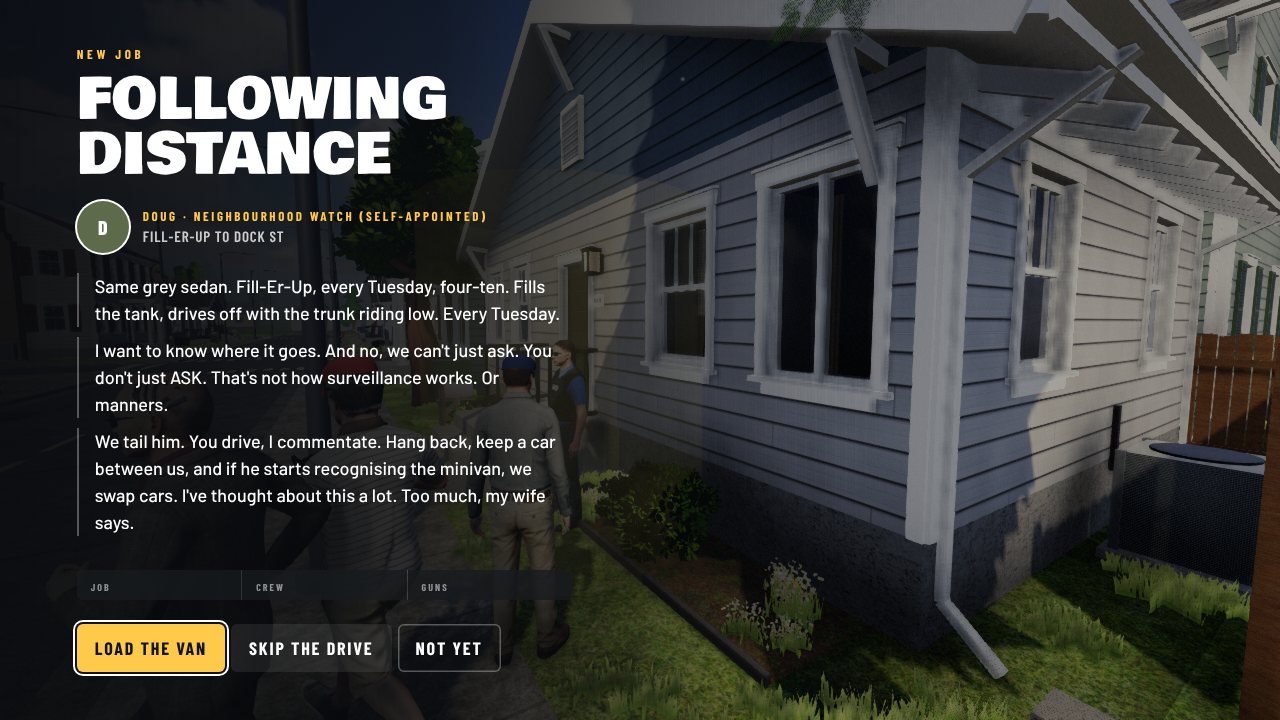 NEW JOB
FOLLOWING
DISTANCE
D
DOUG · NEIGHBOURHOOD WATCH (SELF-APPOINTED)
FILL-ER-UP TO DOCK ST
Same grey sedan. Fill-Er-Up, every Tuesday, four-ten. Fills
the tank, drives off with the trunk riding low. Every Tuesday.
I want to know where it goes. And no, we can't just ask. You
don't just ASK. That's not how surveillance works. Or
manners.
We tail him. You drive, I commentate. Hang back, keep a car
between us, and if he starts recognising the minivan, we
swap cars. I've thought about this a lot. Too much, my wife
says.
JOB
CREW
GUNS
LOAD THE VAN
SKIP THE DRIVE
NOT YET